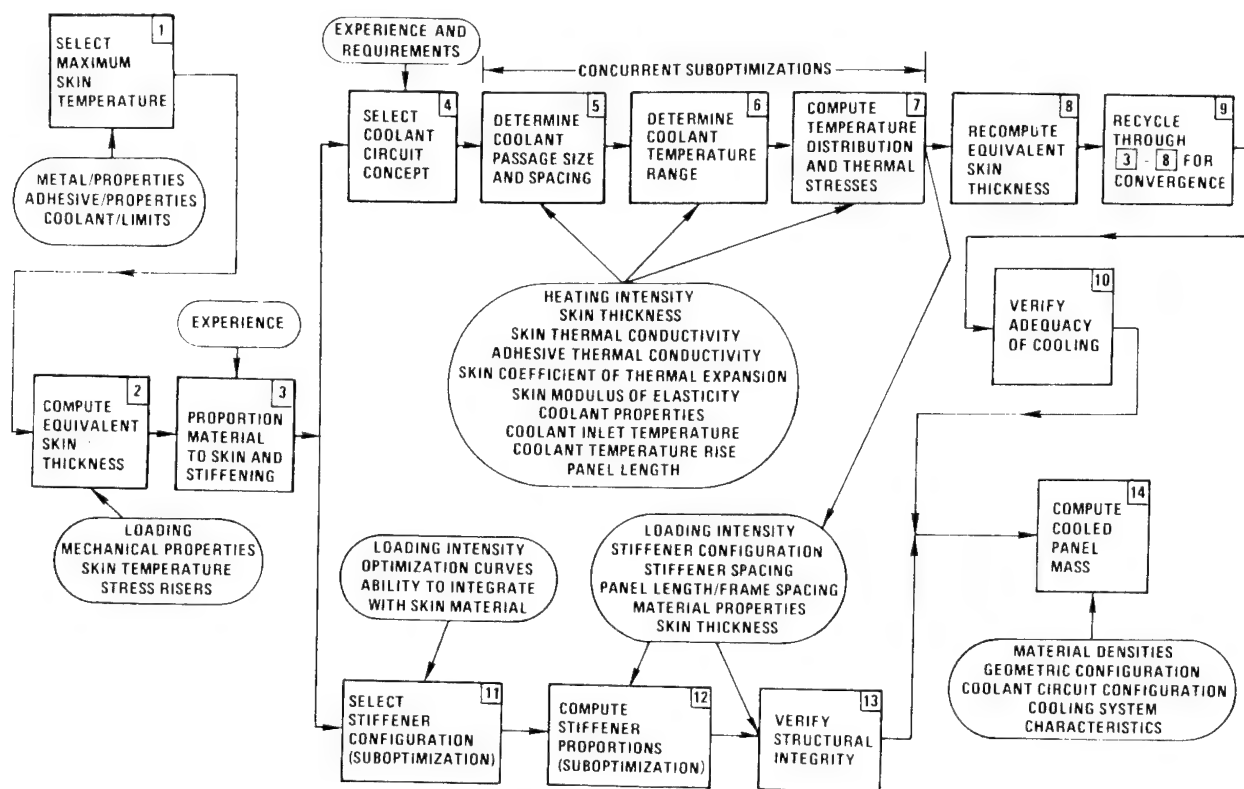 1
SELECT
MAXIMUM
SKIN
TEMPERATURE
METAL/PROPERTIES
ADHESIVE/PROPERTIES
COOLANT/LIMITS
2
COMPUTE
EQUIVALENT
SKIN
THICKNESS
LOADING
MECHANICAL PROPERTIES
SKIN TEMPERATURE
STRESS RISERS
EXPERIENCE
3
PROPORTION
MATERIAL
TO SKIN AND
STIFFENING
EXPERIENCE AND
REQUIREMENTS
4
SELECT
COOLANT
CIRCUIT
CONCEPT
CONCURRENT SUBOPTIMIZATIONS
5
DETERMINE
COOLANT
PASSAGE SIZE
AND SPACING
6
DETERMINE
COOLANT
TEMPERATURE
RANGE
7
COMPUTE
TEMPERATURE
DISTRIBUTION
AND THERMAL
STRESSES
8
RECOMPUTE
EQUIVALENT
SKIN
THICKNESS
9
RECYCLE
THROUGH
3 - 8 FOR
CONVERGENCE
HEATING INTENSITY
SKIN THICKNESS
SKIN THERMAL CONDUCTIVITY
ADHESIVE THERMAL CONDUCTIVITY
SKIN COEFFICIENT OF THERMAL EXPANSION
SKIN MODULUS OF ELASTICITY
COOLANT PROPERTIES
COOLANT INLET TEMPERATURE
COOLANT TEMPERATURE RISE
PANEL LENGTH
10
VERIFY
ADEQUACY
OF COOLING
LOADING INTENSITY
OPTIMIZATION CURVES
ABILITY TO INTEGRATE
WITH SKIN MATERIAL
LOADING INTENSITY
STIFFENER CONFIGURATION
STIFFENER SPACING
PANEL LENGTH/FRAME SPACING
MATERIAL PROPERTIES
SKIN THICKNESS
11
SELECT
STIFFENER
CONFIGURATION
(SUBOPTIMIZATION)
12
COMPUTE
STIFFENER
PROPORTIONS
(SUBOPTIMIZATION)
13
VERIFY
STRUCTURAL
INTEGRITY
14
COMPUTE
COOLED
PANEL
MASS
MATERIAL DENSITIES
GEOMETRIC CONFIGURATION
COOLANT CIRCUIT CONFIGURATION
COOLING SYSTEM
CHARACTERISTICS